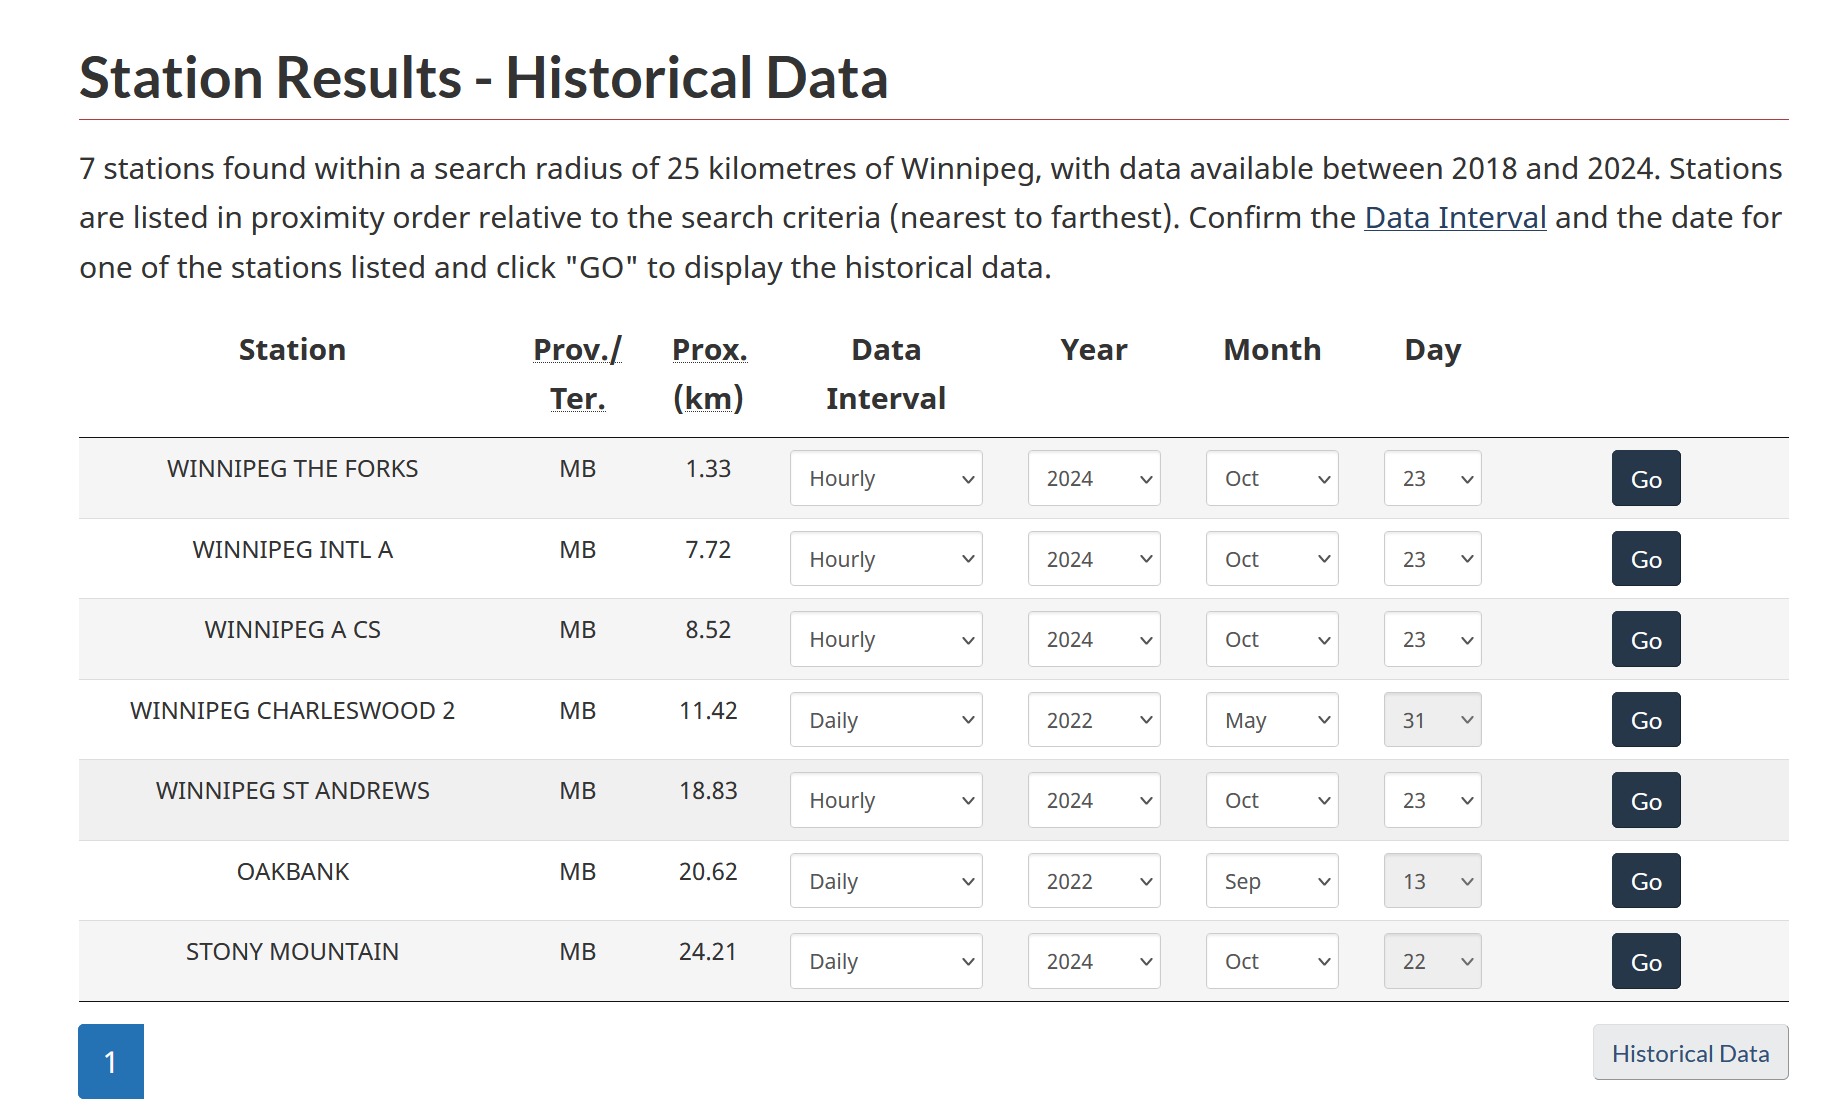 Station Results - Historical Data
7 stations found within a search radius of 25 kilometres of Winnipeg, with data available between 2018 and 2024. Stations
are listed in proximity order relative to the search criteria (nearest to farthest). Confirm the Data Interval and the date for
one of the stations listed and click "GO" to display the historical data.
Station Prov./ Prox. Data Year Month Day
Ter. (km) Interval
WINNIPEG THE FORKS MB 1.33 Hourly 2024 Oct 23 Go
WINNIPEG INTL A MB 7.72 Hourly 2024 Oct 23 Go
WINNIPEG A CS MB 8.52 Hourly 2024 Oct 23 Go
WINNIPEG CHARLESWOOD 2 MB 11.42 Daily 2022 May 31 Go
WINNIPEG ST ANDREWS MB 18.83 Hourly 2024 Oct 23 Go
OAKBANK MB 20.62 Daily 2022 Sep 13 Go
STONY MOUNTAIN MB 24.21 Daily 2024 Oct 22 Go
1 Historical Data